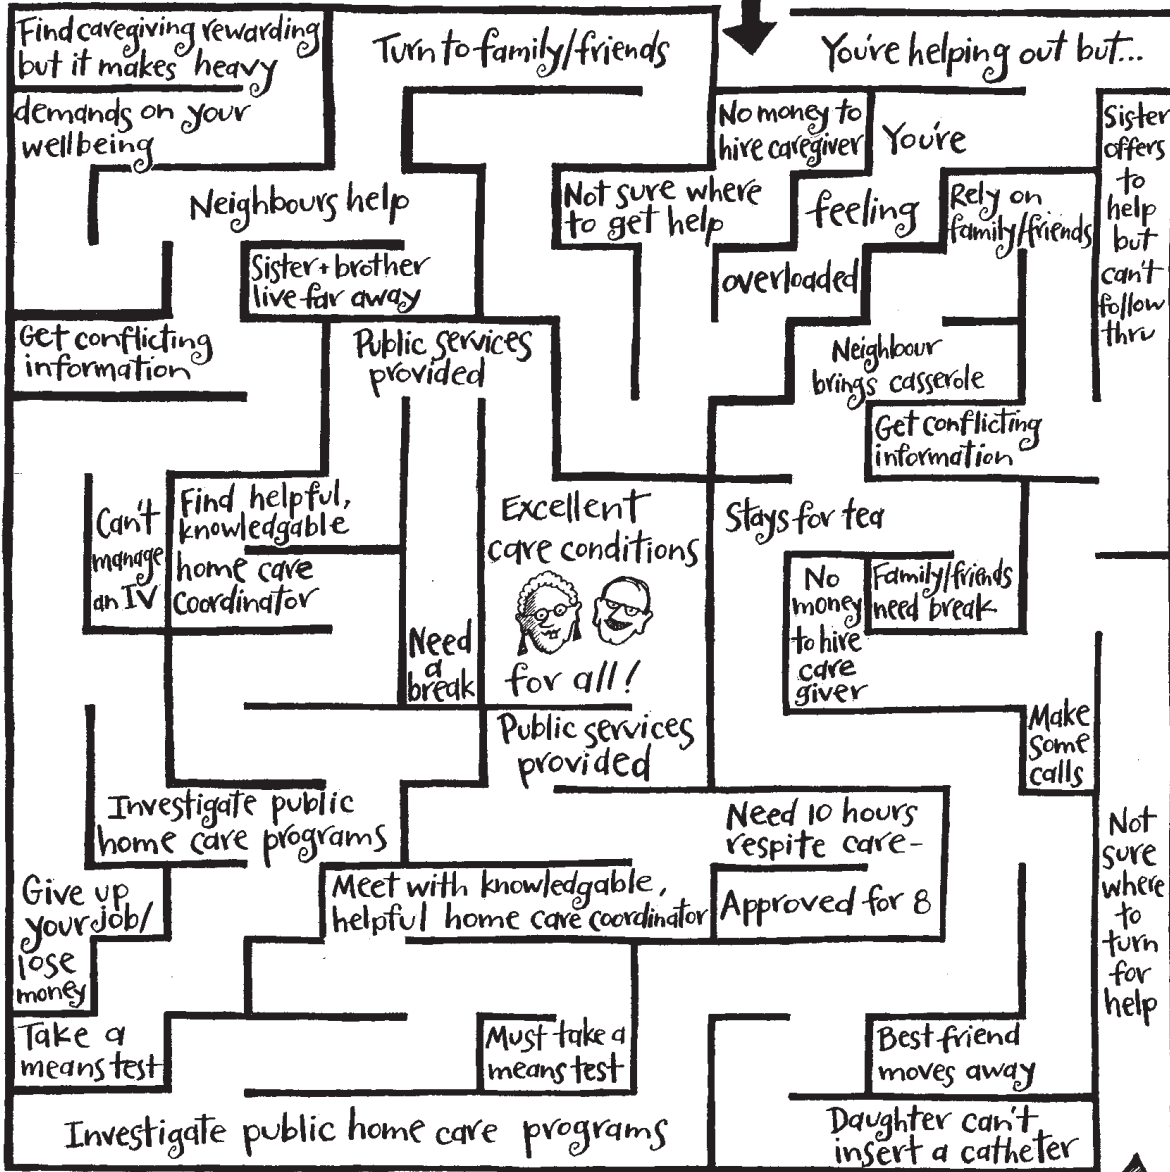 Find caregiving rewarding
but it makes heavy
demands on your
wellbeing
Turn to family/friends
You're helping out but...
No money to
hire caregiver
You're
feeling
overloaded
Sister
offers
to
help
but
can't
follow
thru
Neighbours help
Not sure where
to get help
Rely on
family/friends
Sister + brother
live far away
Get conflicting
information
Public services
provided
Neighbour
brings casserole
Get conflicting
information
Can't
manage
an IV
Find helpful,
knowledgable
home care
coordinator
Excellent
care conditions
for all!
Stays for tea
No
money
to hire
care
giver
Family/friends
need break
Need
a
break
Public services
provided
Make
some
calls
Investigate public
home care programs
Need 10 hours
respite care-
Approved for 8
Not
sure
where
to
turn
for
help
Give up
your job/
lose
money
Meet with knowledgable,
helpful home care coordinator
Take a
means test
Must take a
means test
Best friend
moves away
Investigate public home care programs
Daughter can't
insert a catheter